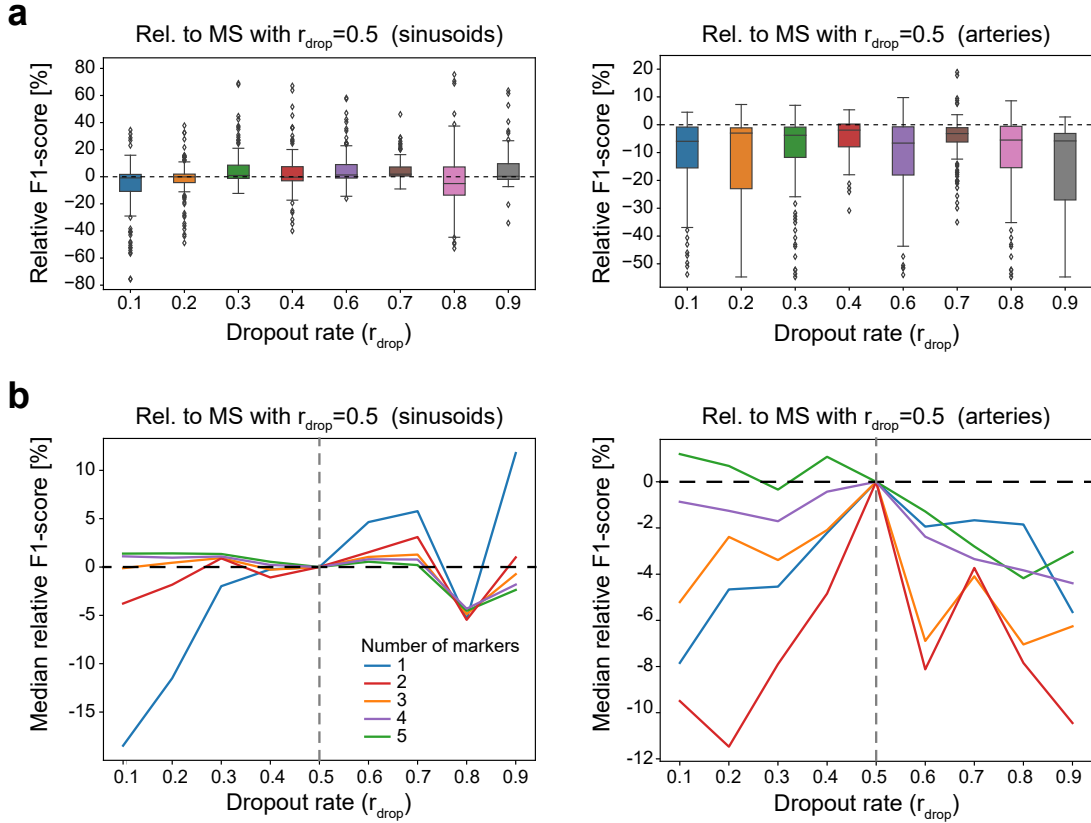 a
Rel. to MS with r_drop=0.5 (sinusoids)
Relative F1-score [%]
80
60
40
20
0
−20
−40
−60
−80
0.1 0.2 0.3 0.4 0.6 0.7 0.8 0.9
Dropout rate (r_drop)
Rel. to MS with r_drop=0.5 (arteries)
Relative F1-score [%]
20
10
0
−10
−20
−30
−40
−50
0.1 0.2 0.3 0.4 0.6 0.7 0.8 0.9
Dropout rate (r_drop)
b
Rel. to MS with r_drop=0.5 (sinusoids)
Median relative F1-score [%]
10
5
0
−5
−10
−15
Number of markers
1
2
3
4
5
0.1 0.2 0.3 0.4 0.5 0.6 0.7 0.8 0.9
Dropout rate (r_drop)
Rel. to MS with r_drop=0.5 (arteries)
Median relative F1-score [%]
0
−2
−4
−6
−8
−10
−12
0.1 0.2 0.3 0.4 0.5 0.6 0.7 0.8 0.9
Dropout rate (r_drop)